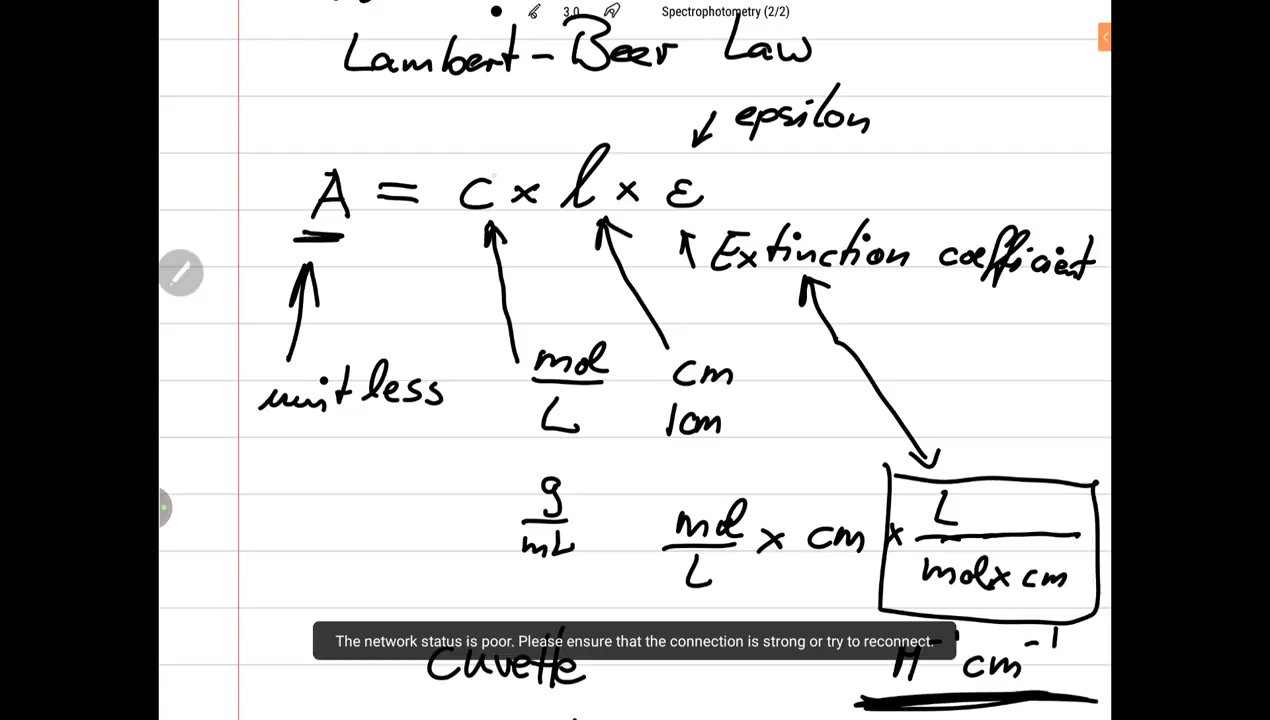 3.0 Spectrophotometry (2/2)
Lambert-Beer Law
epsilon
A = c × l × ε
Extinction coefficient
unitless
mol
L
cm
1cm
g
mL
mol
L
× cm ×
L
mol x cm
The network status is poor. Please ensure that the connection is strong or try to reconnect.
Cuvette
M⁻¹ cm⁻¹